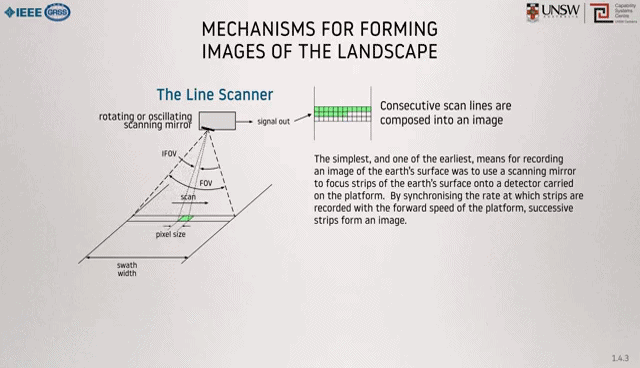 IEEE GRSS
UNSW
AUSTRALIA
Capability
Systems
Centre
UNSW Canberra
MECHANISMS FOR FORMING
IMAGES OF THE LANDSCAPE
The Line Scanner
rotating or oscillating
scanning mirror
signal out
Consecutive scan lines are
composed into an image
IFOV
FOV
scan
pixel size
swath
width
The simplest, and one of the earliest, means for recording
an image of the earth's surface was to use a scanning mirror
to focus strips of the earth's surface onto a detector carried
on the platform. By synchronising the rate at which strips are
recorded with the forward speed of the platform, successive
strips form an image.
1.4.3